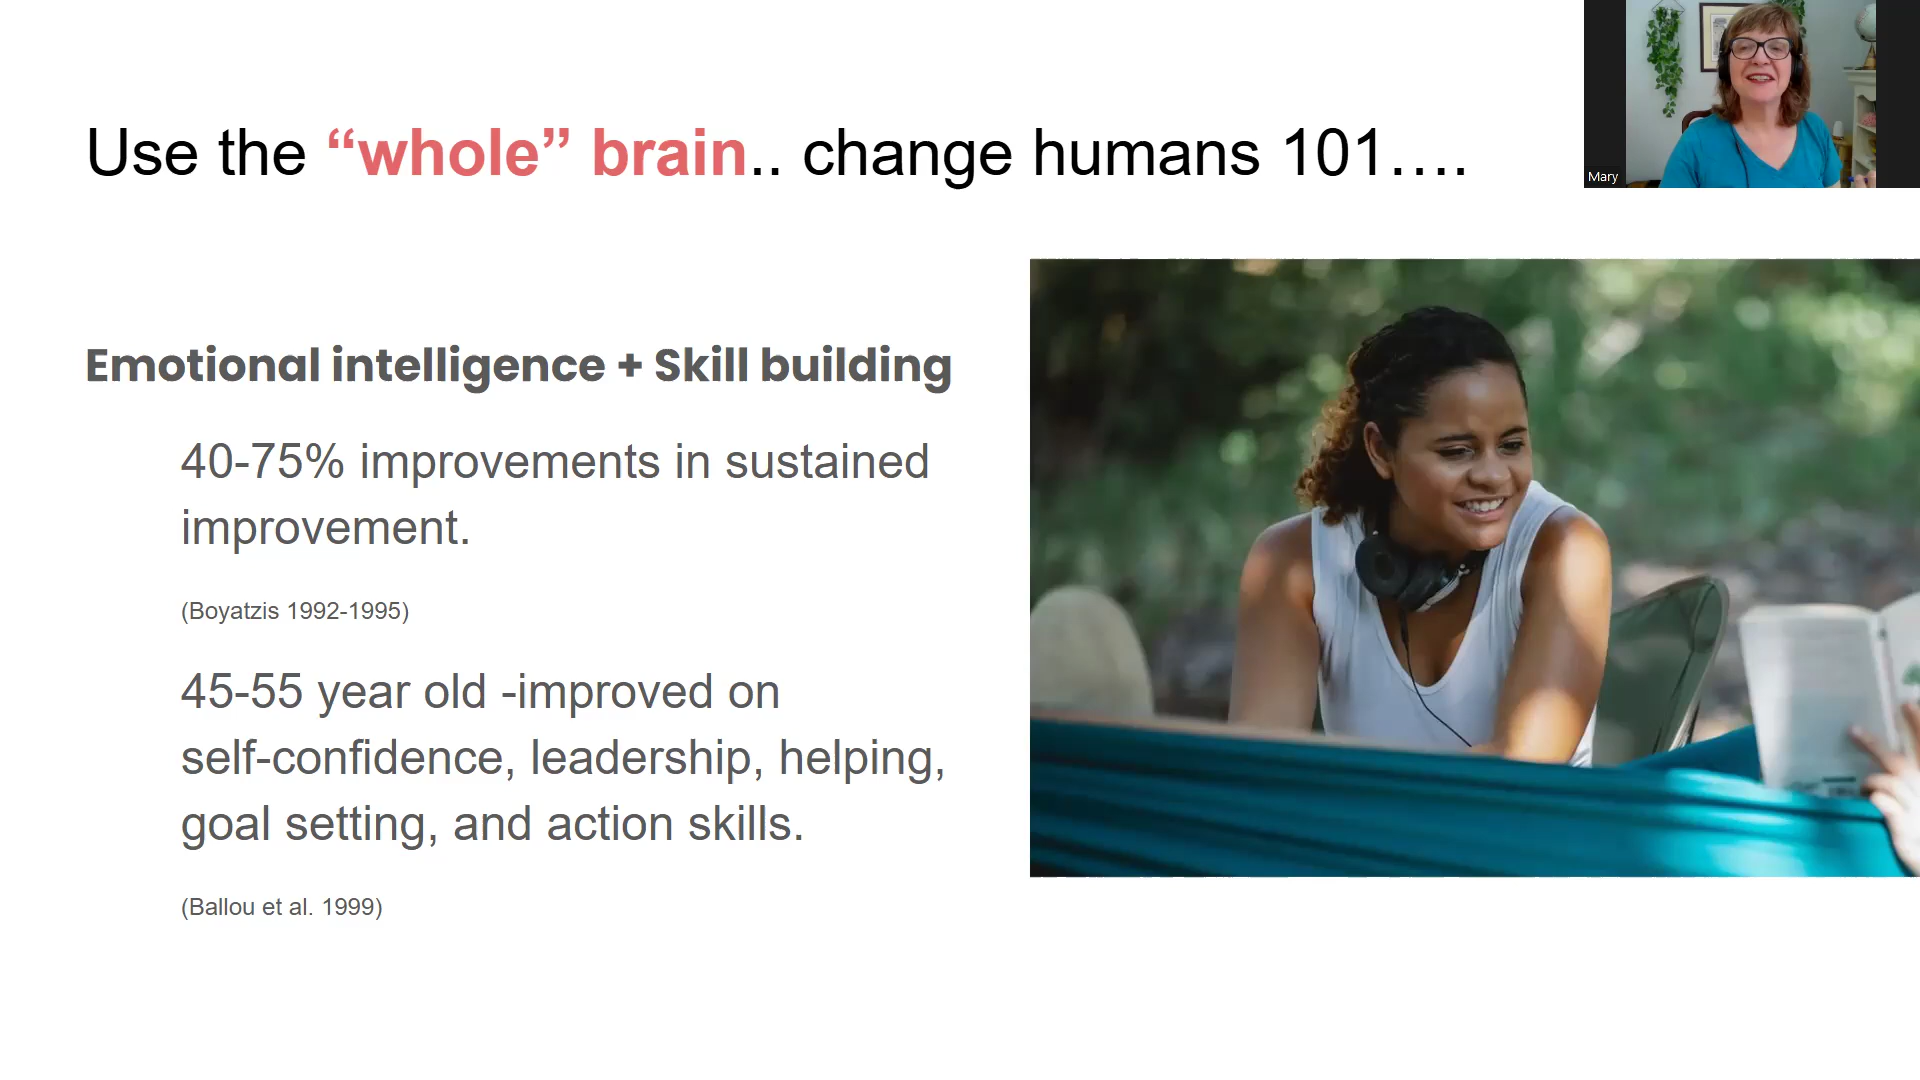 Use the “whole” brain.. change humans 101....
Mary
Emotional intelligence + Skill building
40-75% improvements in sustained
improvement.
(Boyatzis 1992-1995)
45-55 year old -improved on
self-confidence, leadership, helping,
goal setting, and action skills.
(Ballou et al. 1999)